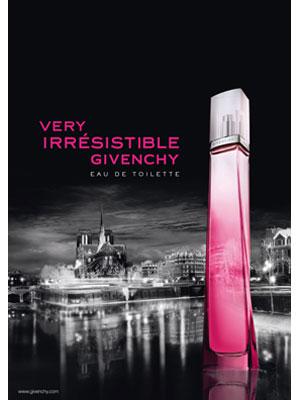 VERY
IRRÉSISTIBLE
GIVENCHY
EAU DE TOILETTE
www.givenchy.com